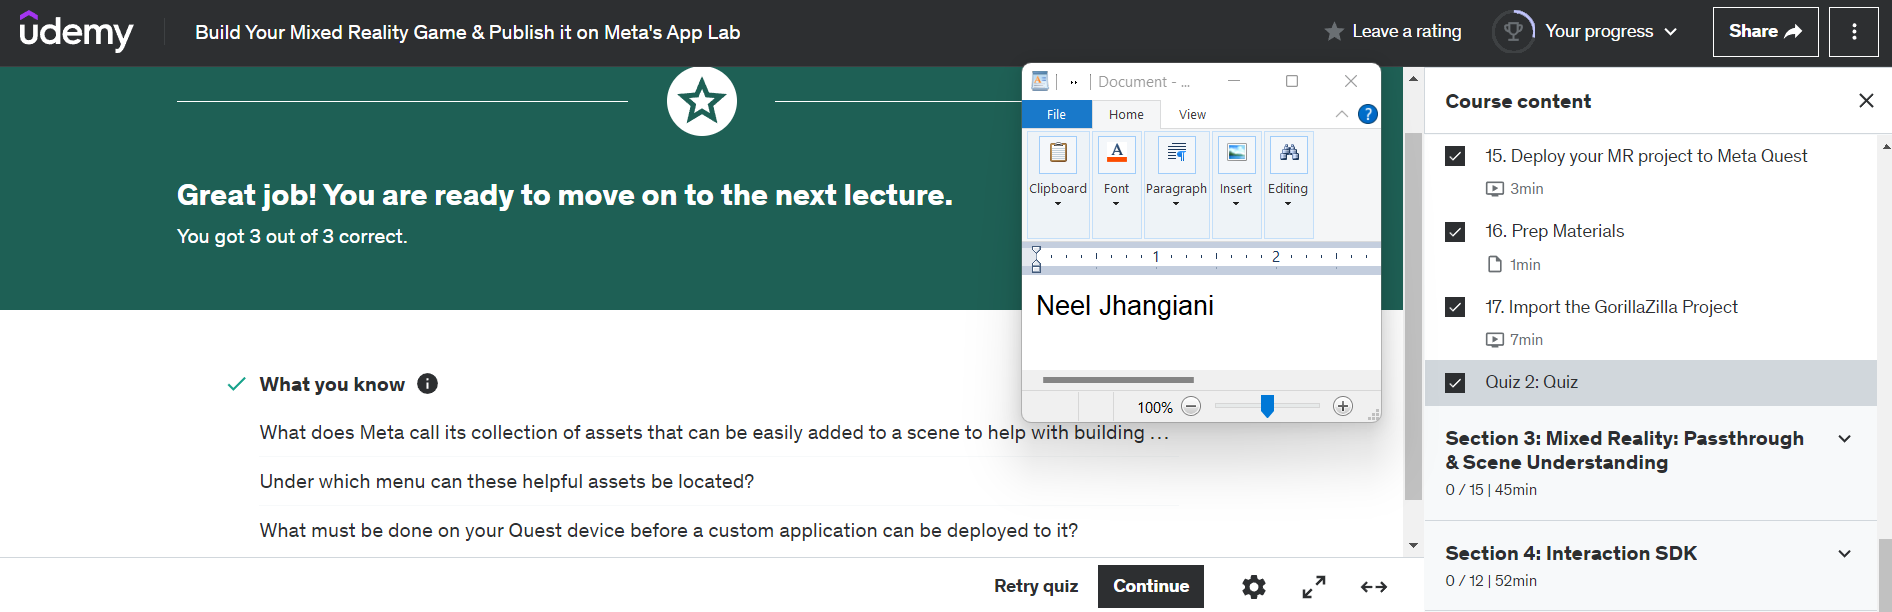 udemy
Build Your Mixed Reality Game & Publish it on Meta's App Lab
Leave a rating
Your progress
Share
Great job! You are ready to move on to the next lecture.
You got 3 out of 3 correct.
What you know
What does Meta call its collection of assets that can be easily added to a scene to help with building ...
Under which menu can these helpful assets be located?
What must be done on your Quest device before a custom application can be deployed to it?
Retry quiz
Continue
Document - ...
File
Home
View
?
Clipboard
Font
Paragraph
Insert
Editing
1
2
Neel Jhangiani
100%
Course content
15. Deploy your MR project to Meta Quest
3min
16. Prep Materials
1min
17. Import the GorillaZilla Project
7min
Quiz 2: Quiz
Section 3: Mixed Reality: Passthrough
& Scene Understanding
0 / 15 | 45min
Section 4: Interaction SDK
0 / 12 | 52min